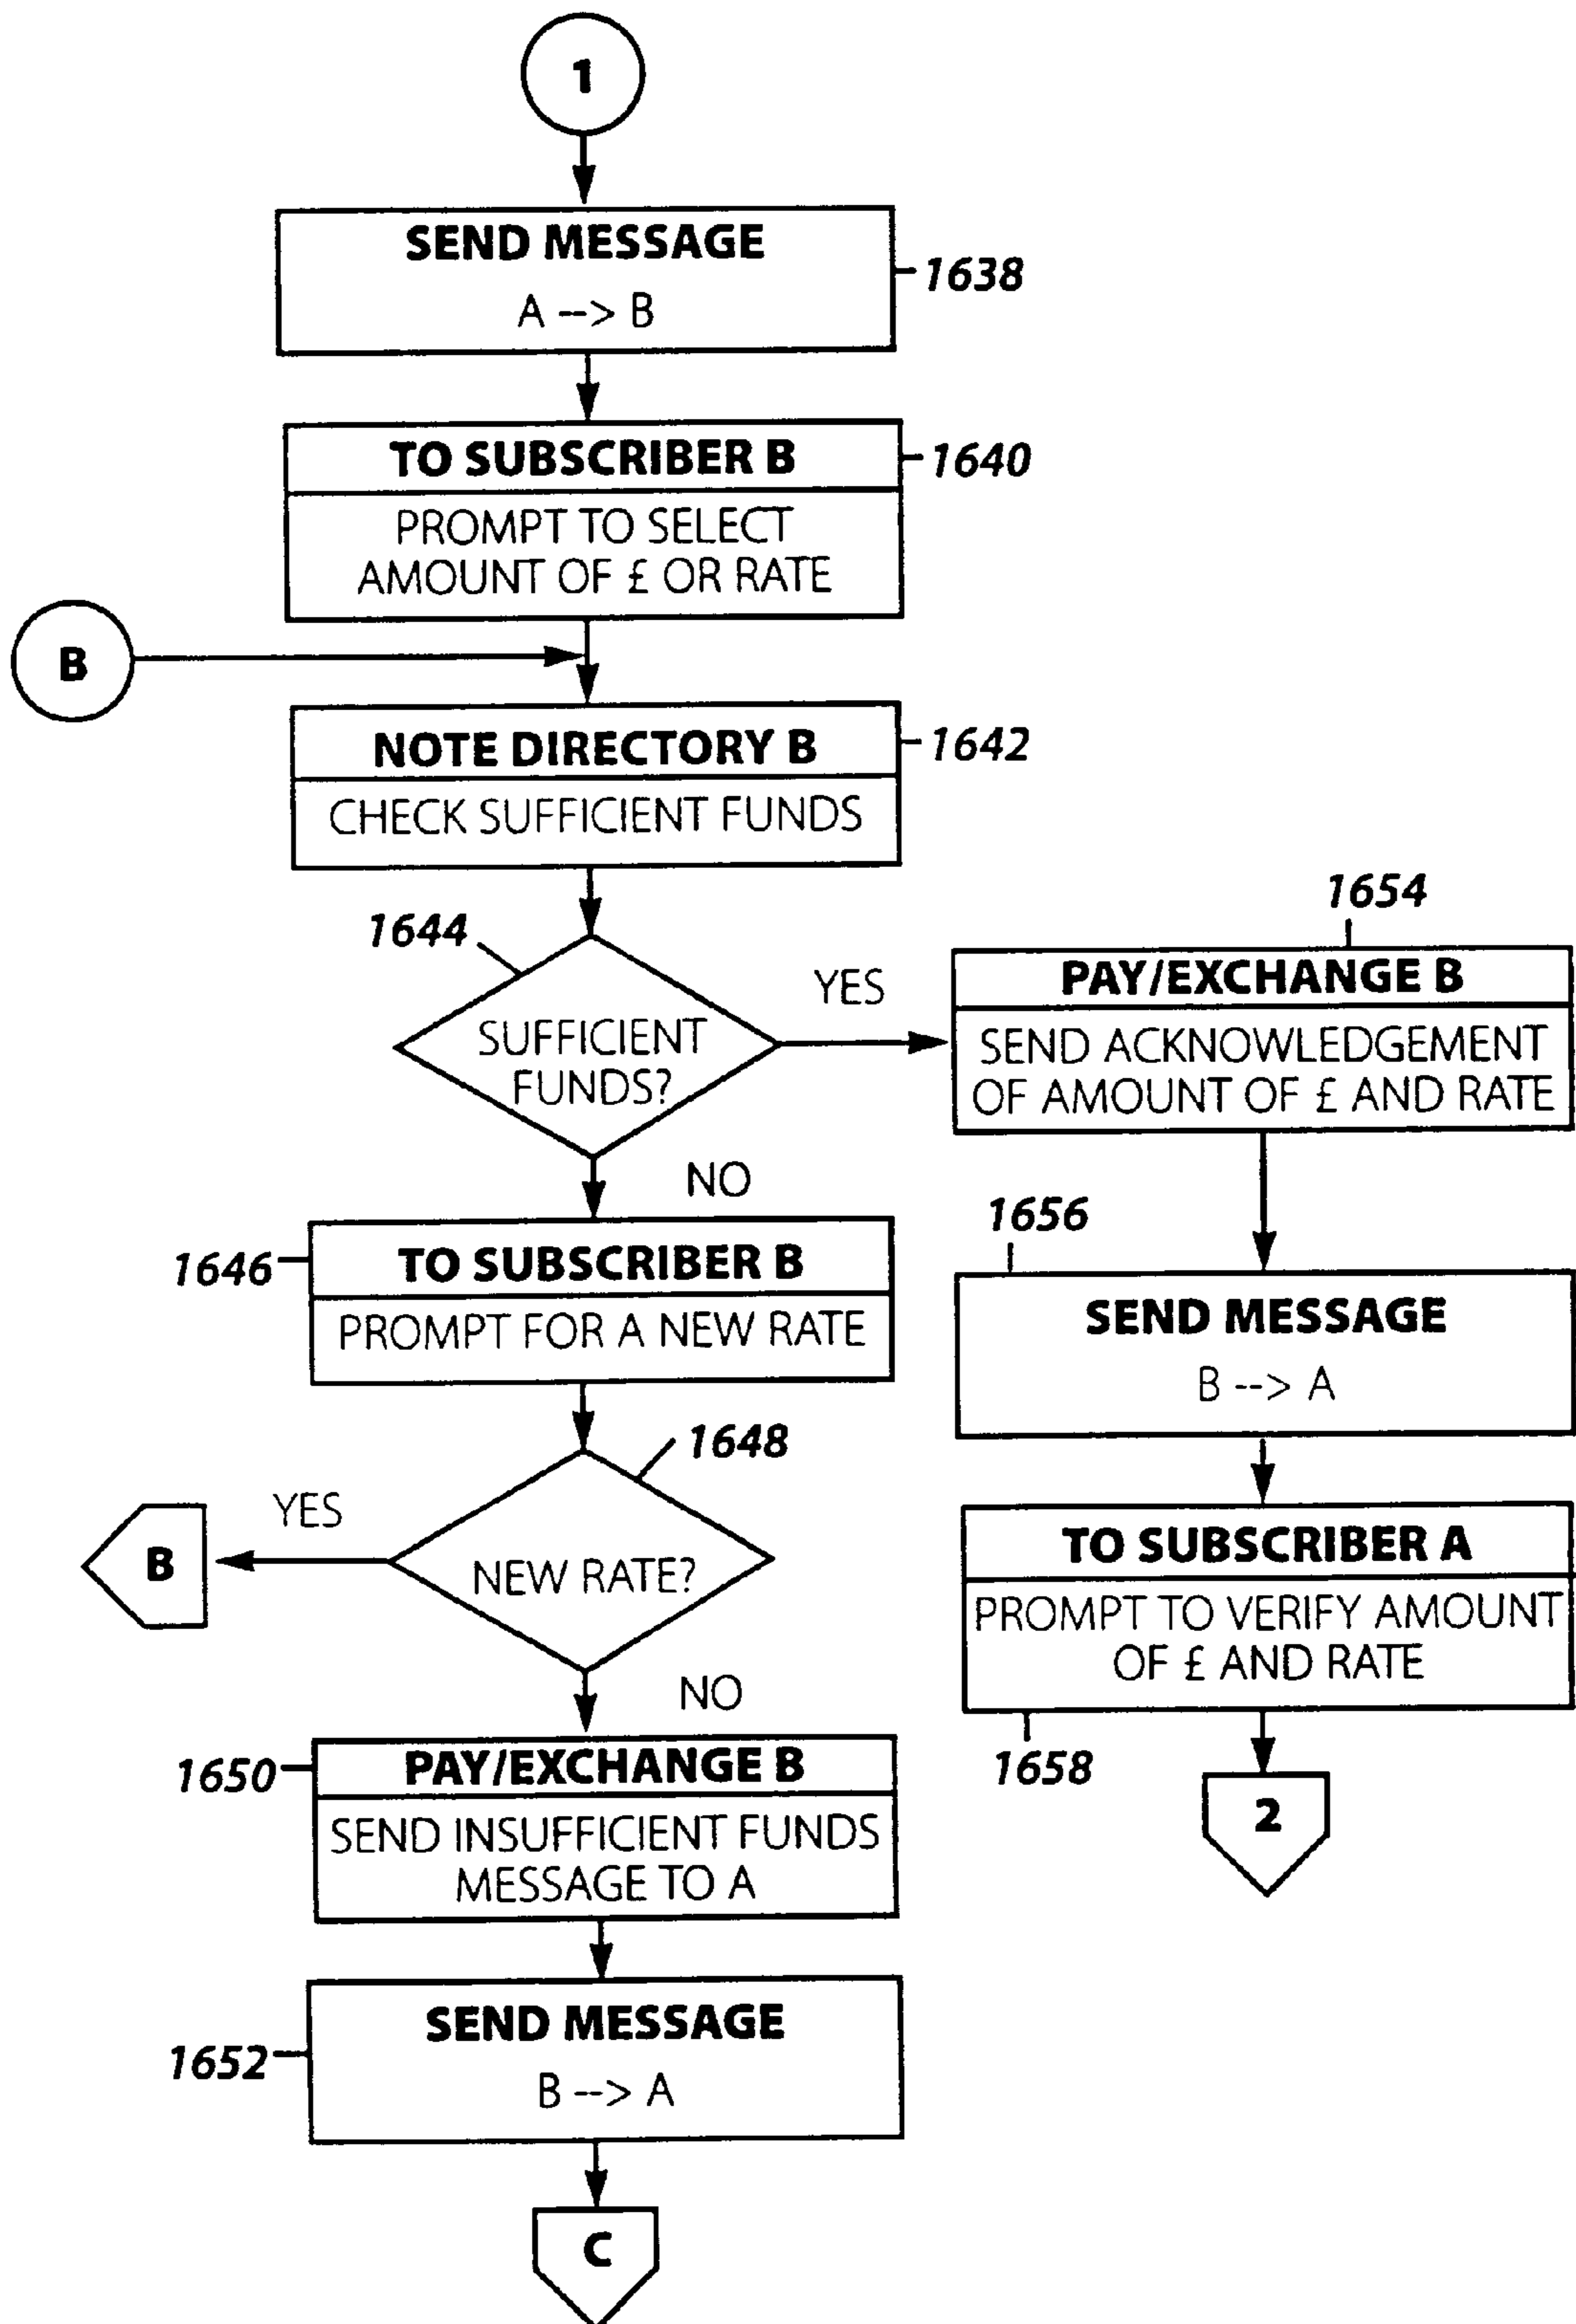 1
SEND MESSAGE
A --> B
1638
TO SUBSCRIBER B
1640
PROMPT TO SELECT
AMOUNT OF £ OR RATE
B
NOTE DIRECTORY B
1642
CHECK SUFFICIENT FUNDS
1644
SUFFICIENT
FUNDS?
YES
NO
1654
PAY/EXCHANGE B
SEND ACKNOWLEDGEMENT
OF AMOUNT OF £ AND RATE
1646
TO SUBSCRIBER B
PROMPT FOR A NEW RATE
1656
SEND MESSAGE
B --> A
1648
NEW RATE?
YES
B
NO
TO SUBSCRIBER A
PROMPT TO VERIFY AMOUNT
OF £ AND RATE
1658
2
1650
PAY/EXCHANGE B
SEND INSUFFICIENT FUNDS
MESSAGE TO A
SEND MESSAGE
1652
B --> A
C